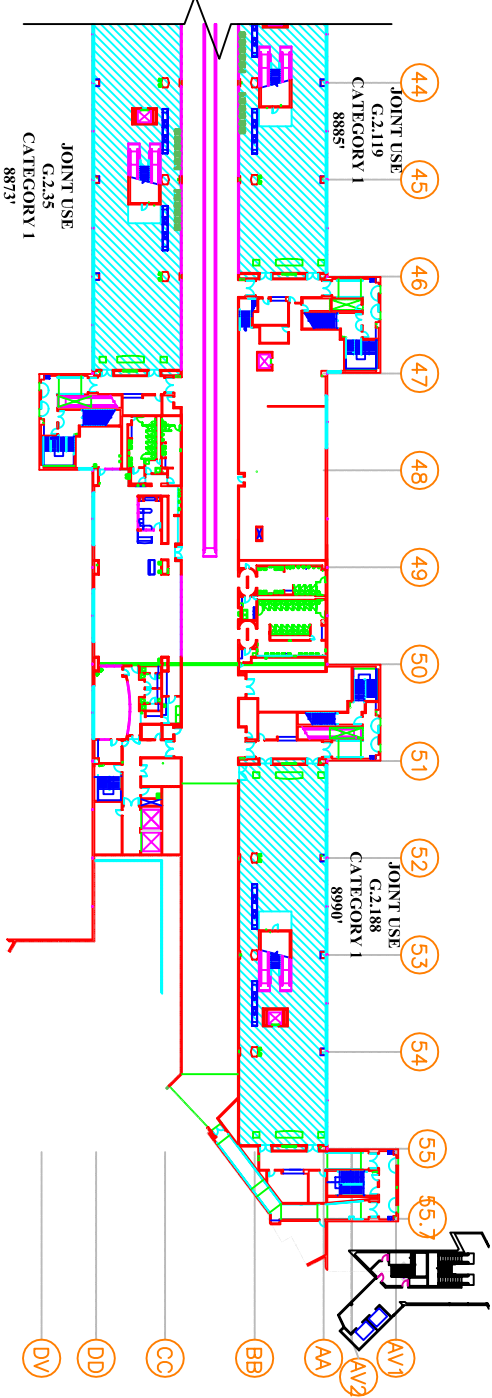 44
45
46
47
48
49
50
51
52
53
54
55
55.7
JOINT USE
G.2.119
CATEGORY 1
8885'
JOINT USE
G.2.35
CATEGORY 1
8873'
JOINT USE
G.2.188
CATEGORY 1
8990'
DV
DD
CC
BB
AA
AV2
AV1